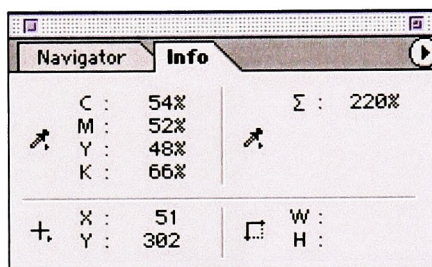 Navigator Info
C : 54% Σ : 220%
M : 52%
Y : 48%
K : 66%
X : 51 W :
Y : 302 H :